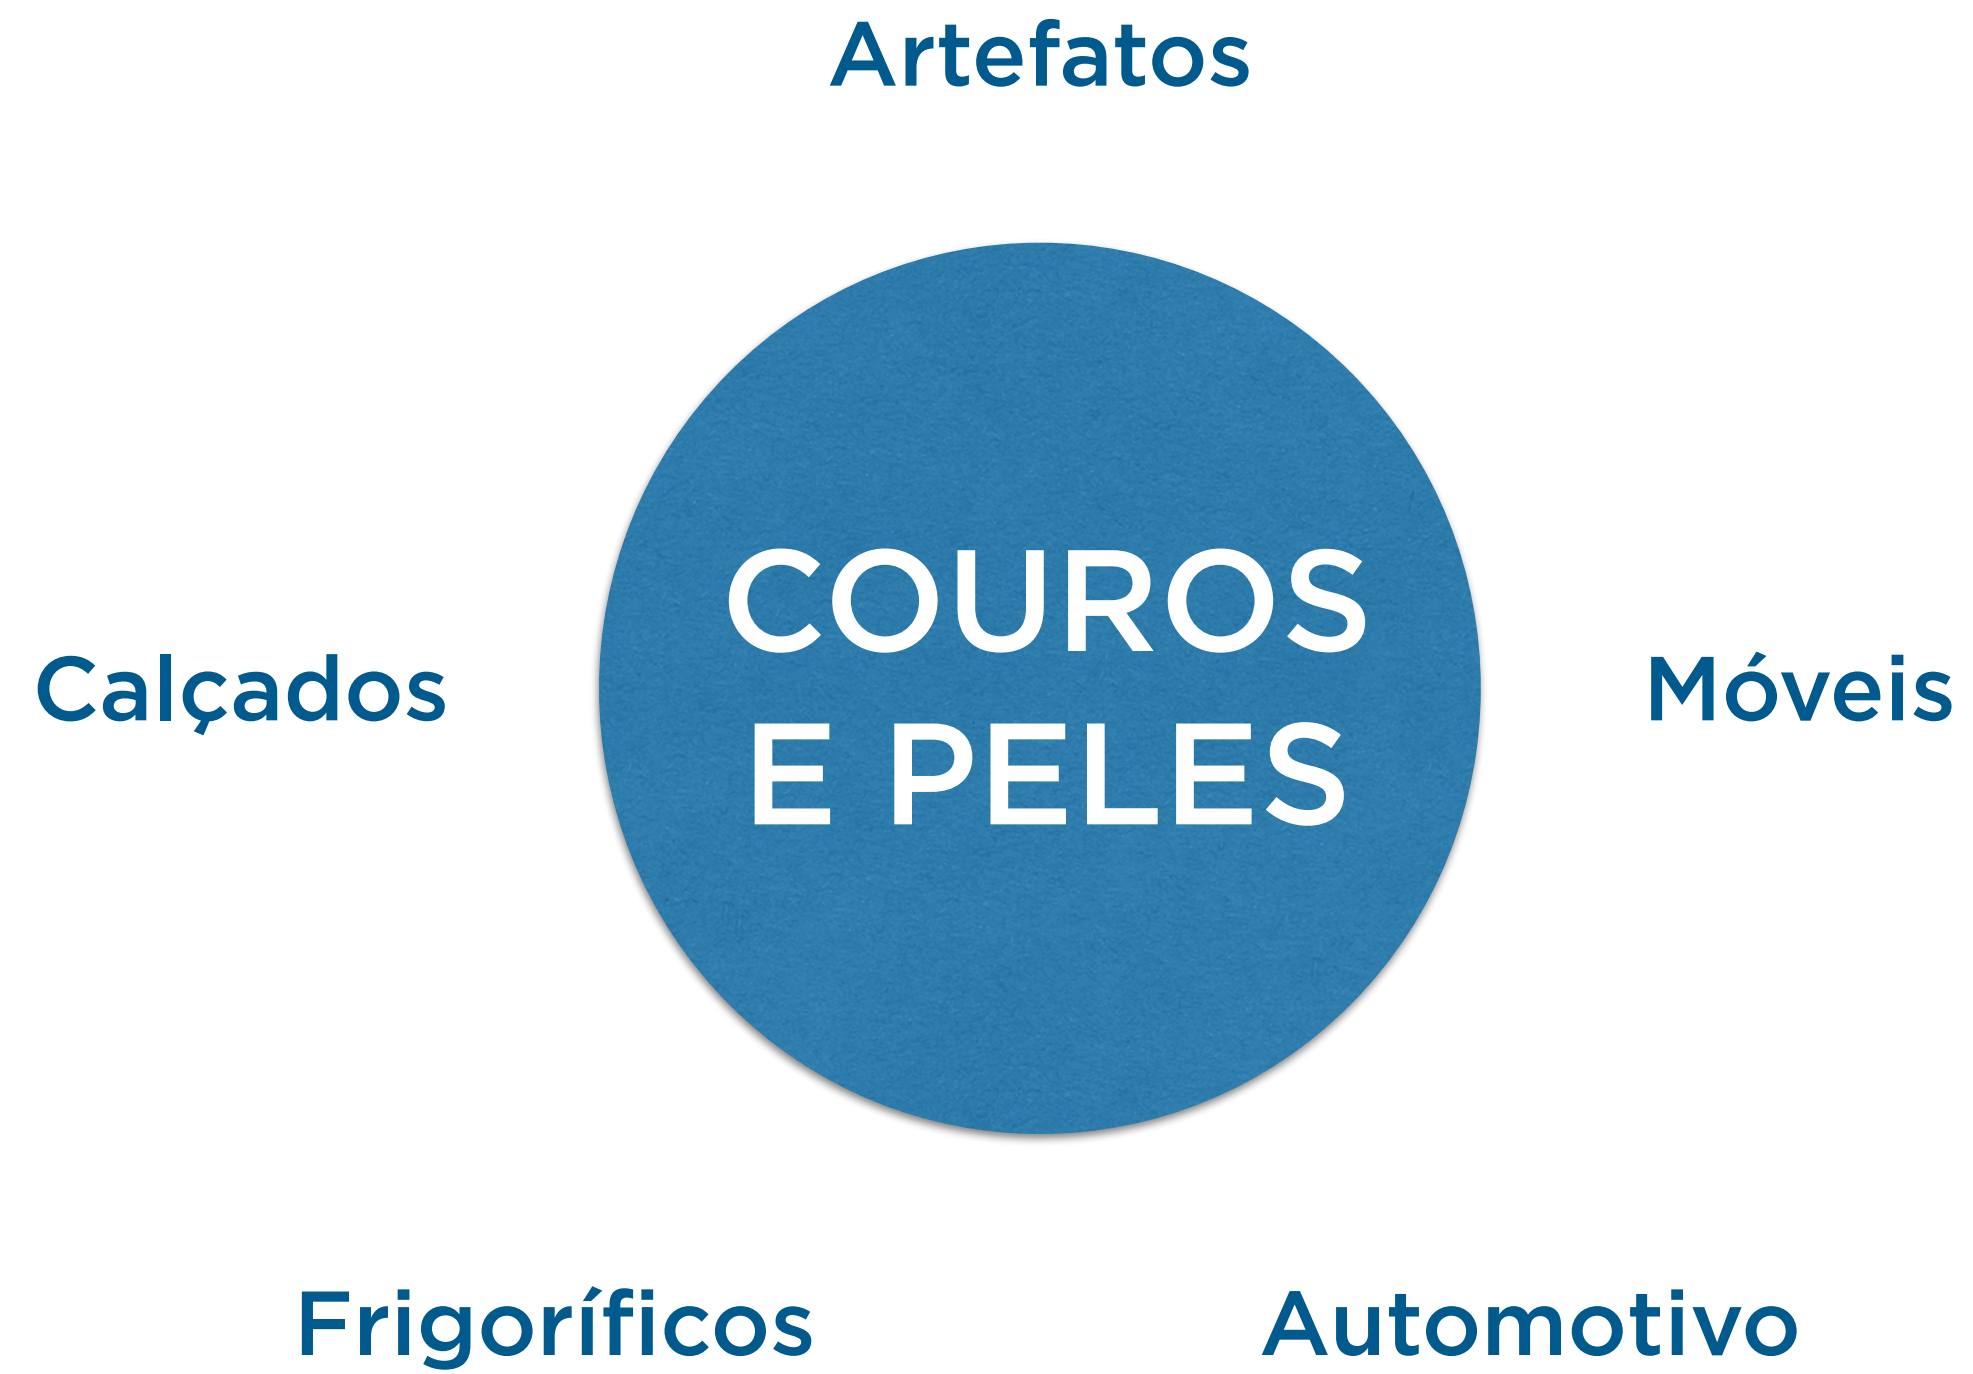 Artefatos
COUROS
E PELES
Calçados
Móveis
Frigoríficos
Automotivo